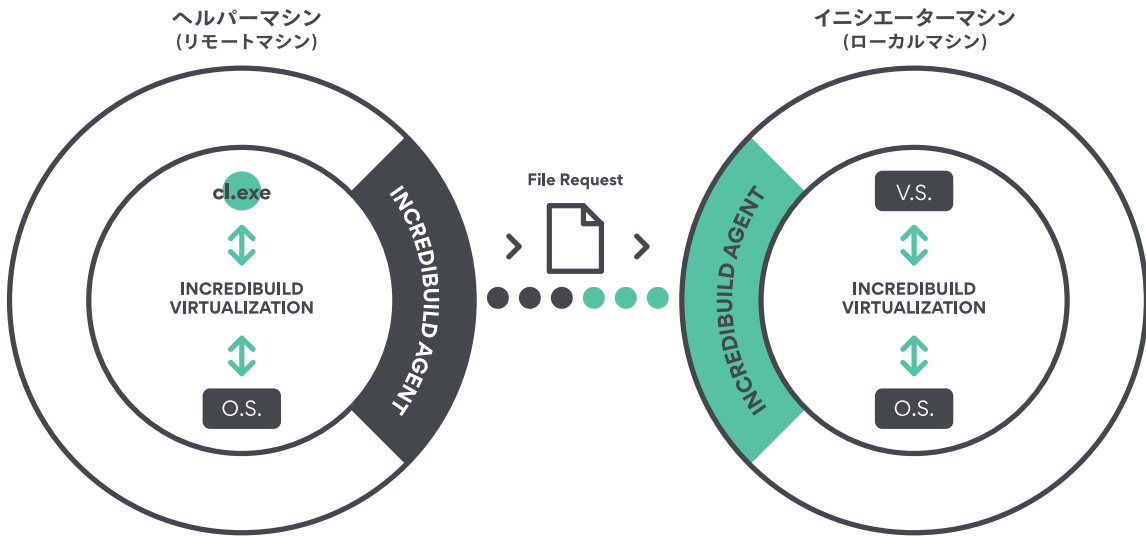 ヘルパーマシン
(リモートマシン)
cl.exe
INCREDIBUILD
VIRTUALIZATION
O.S.
INCREDIBUILD AGENT
File Request
イニシエーターマシン
(ローカルマシン)
INCREDIBUILD AGENT
V.S.
INCREDIBUILD
VIRTUALIZATION
O.S.